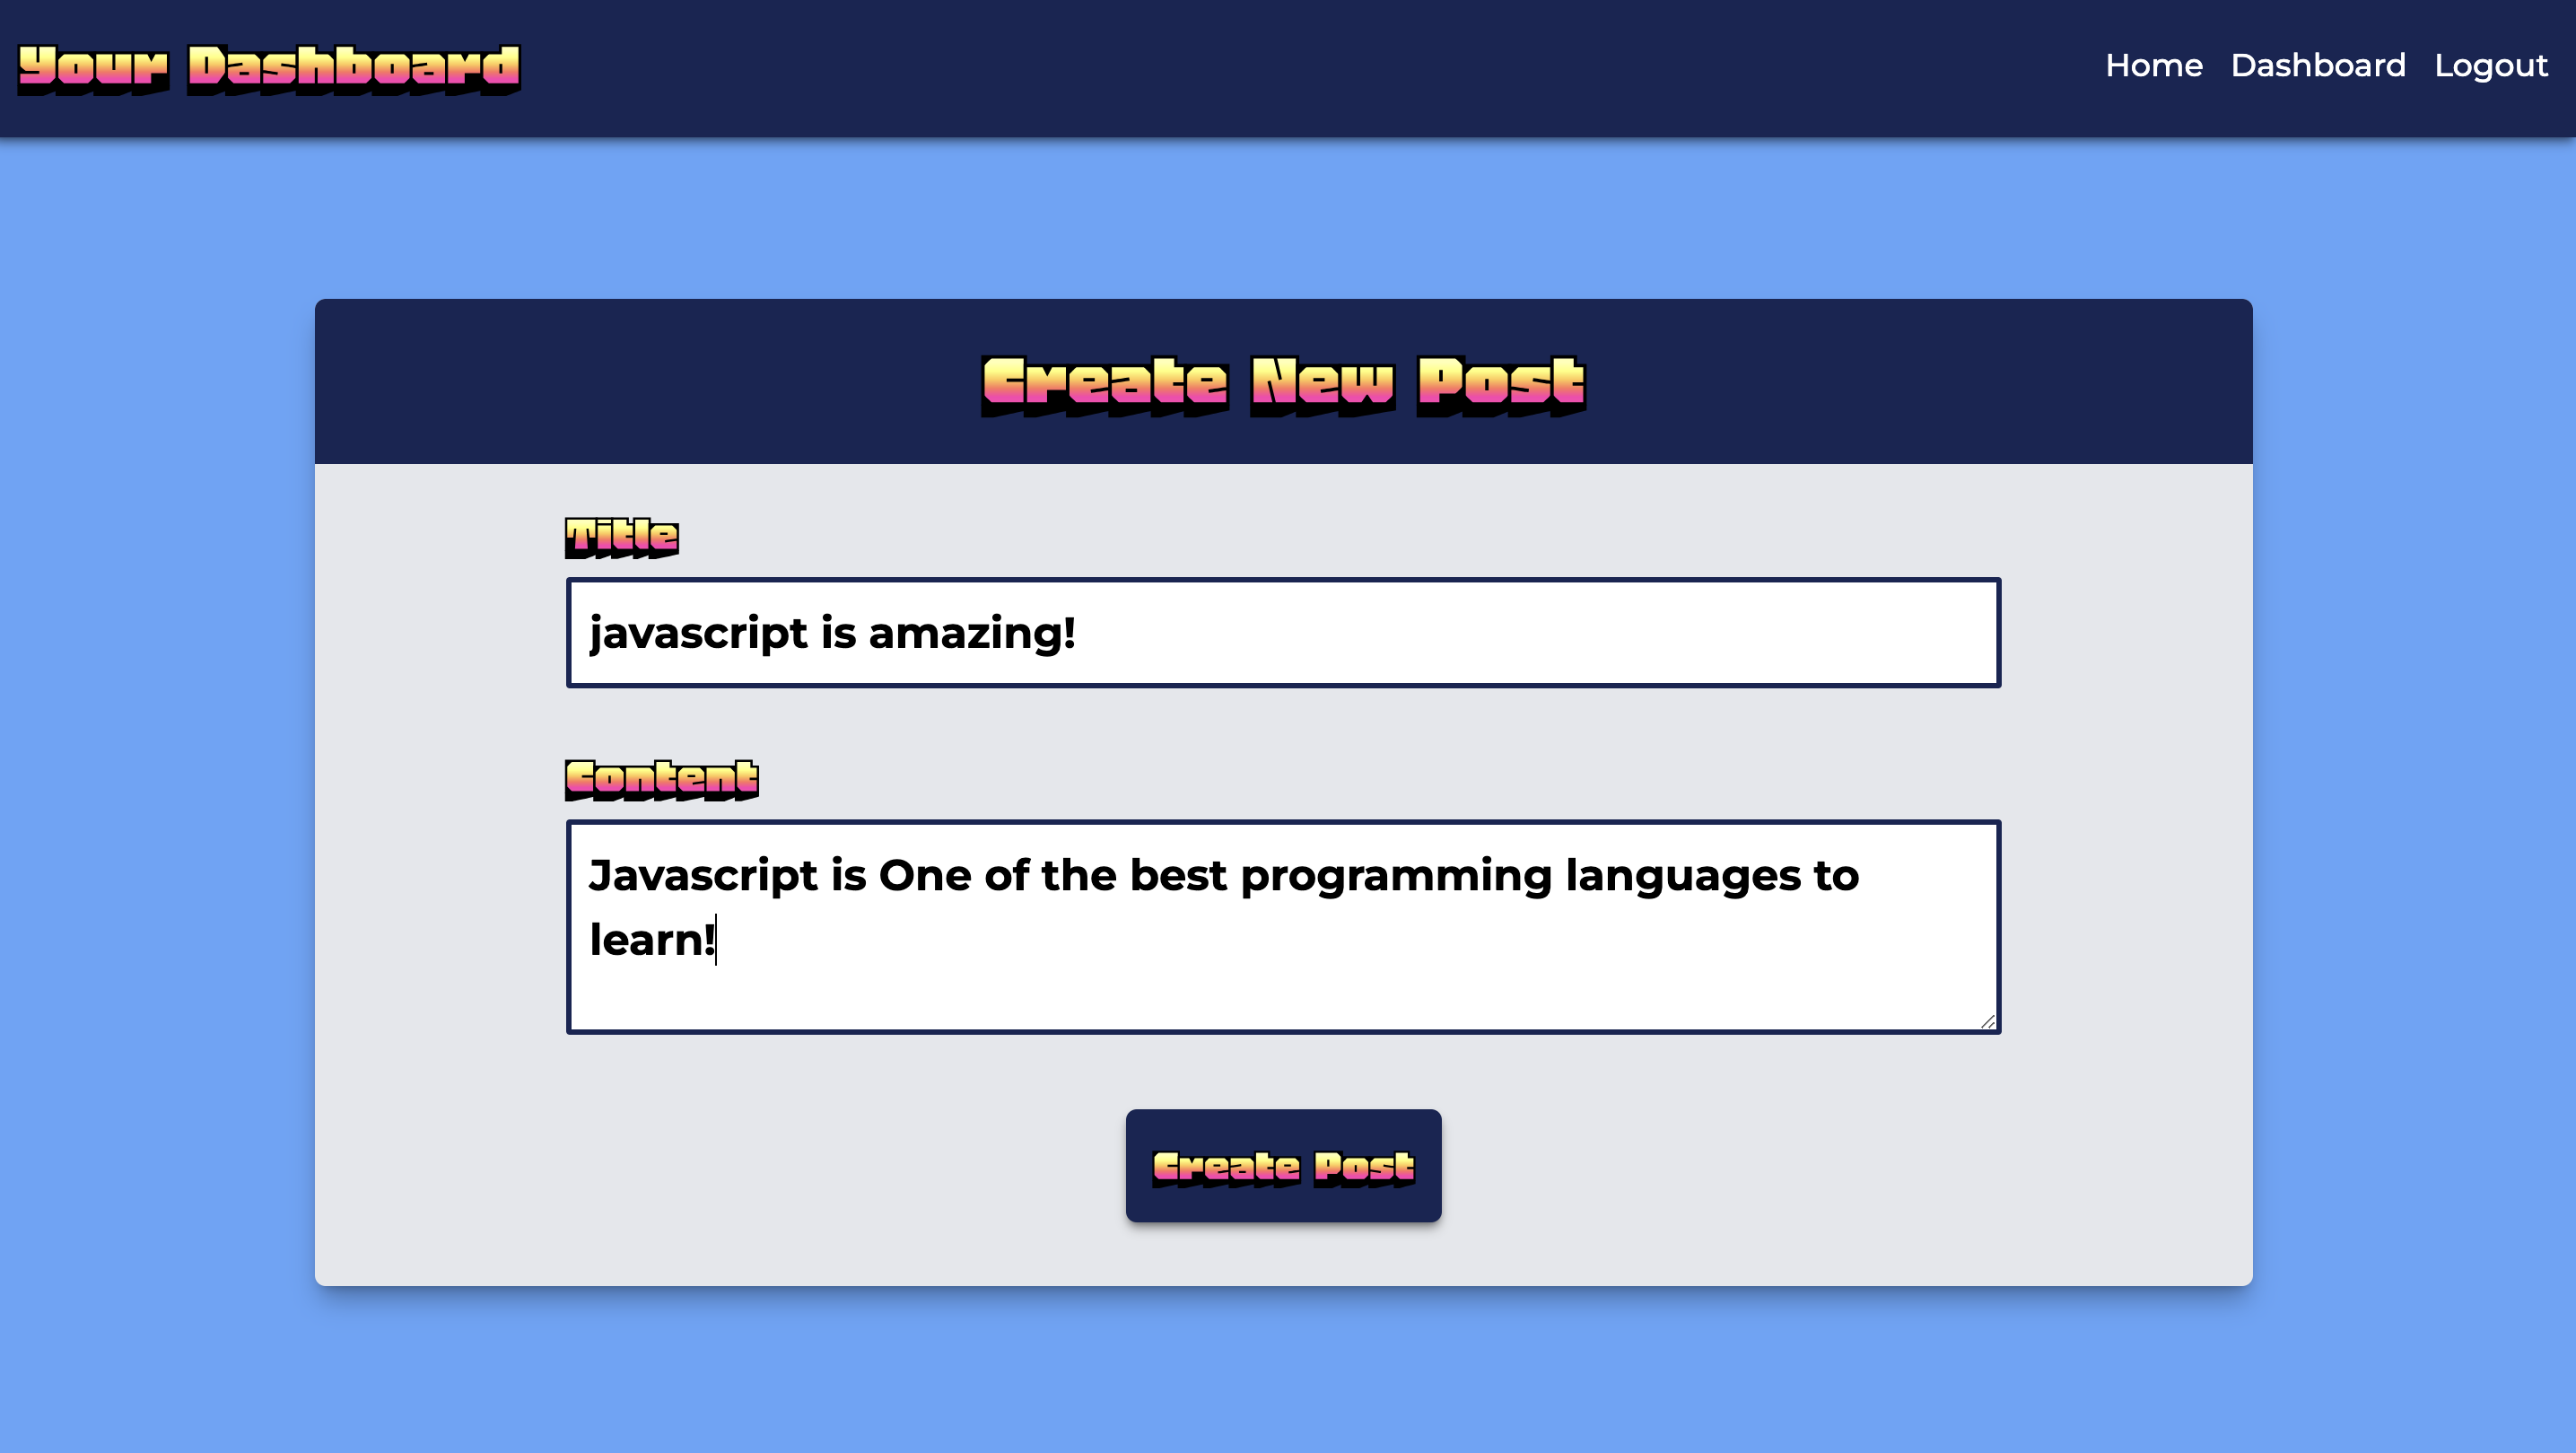 Your Dashboard
Home Dashboard Logout
Create New Post
Title
javascript is amazing!
Content
Javascript is One of the best programming languages to
learn!
Create Post